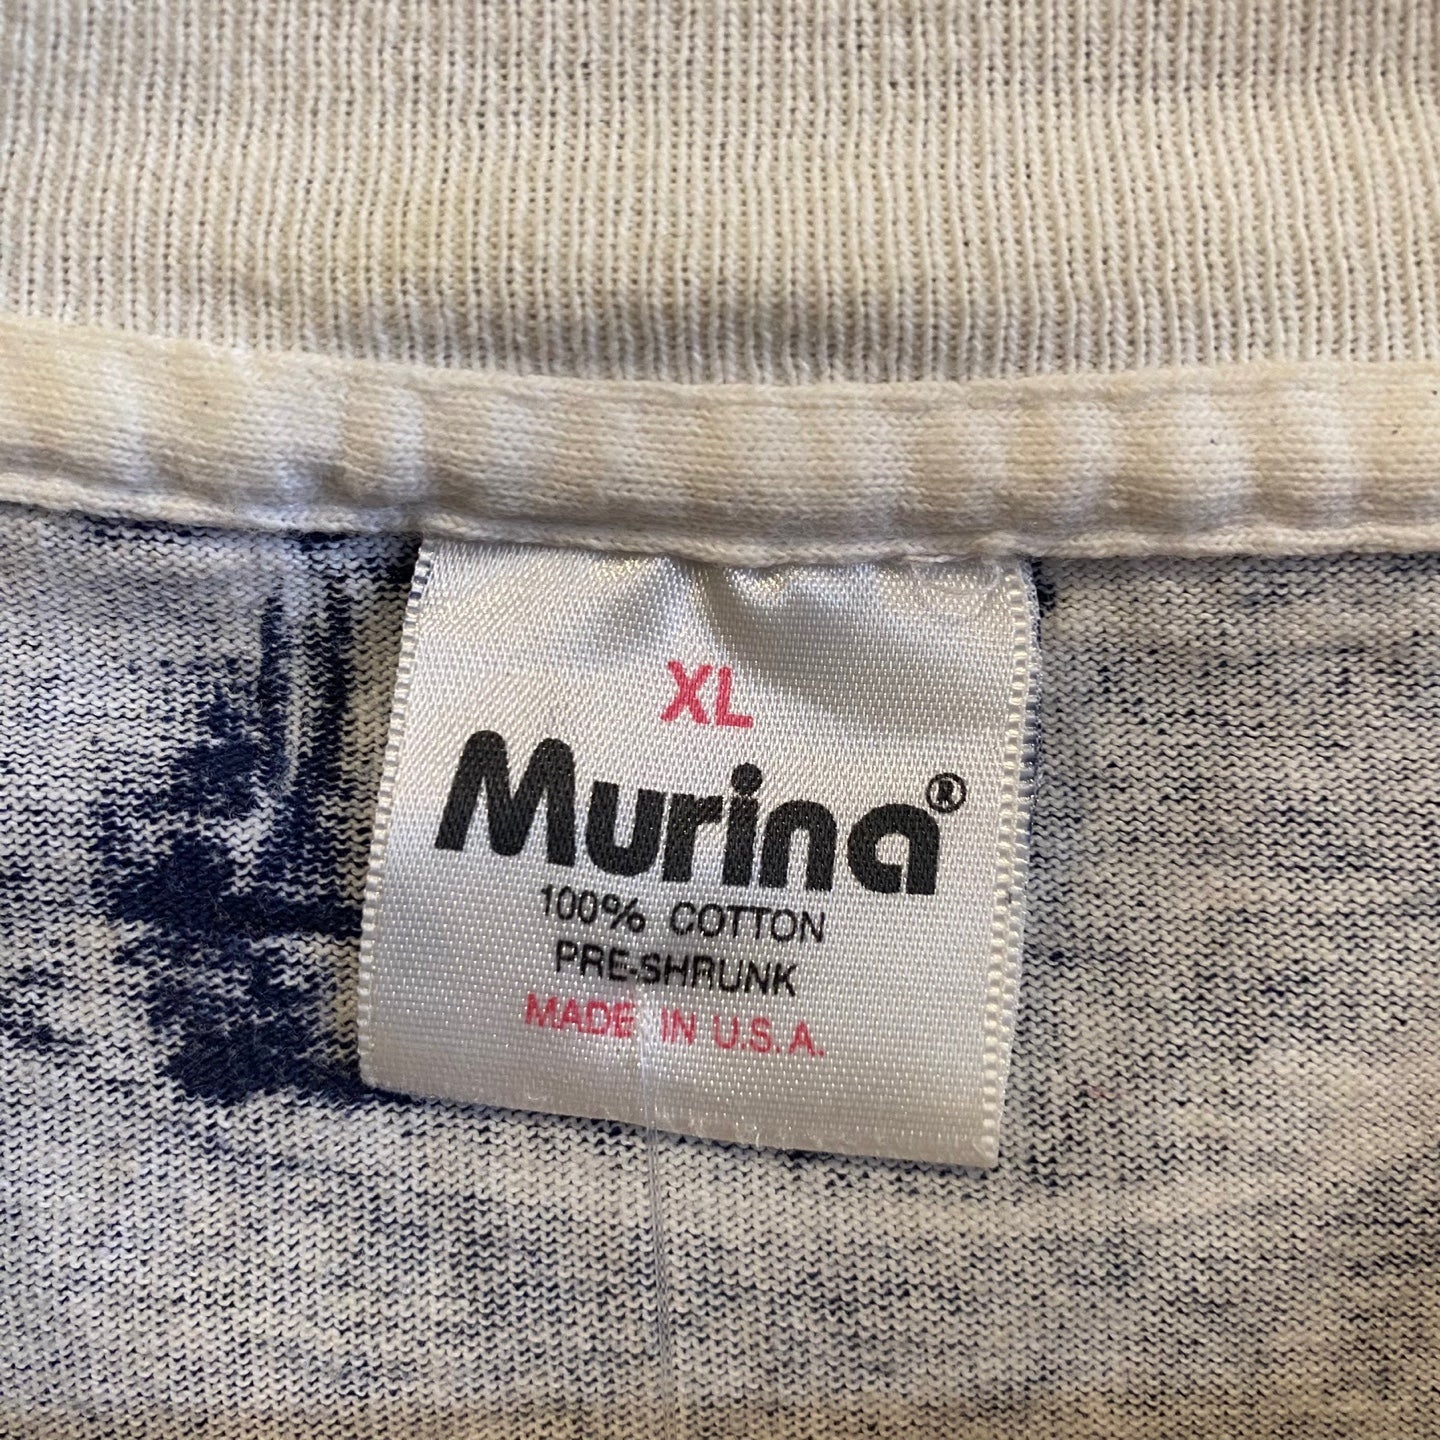 XL
Murina®
100% COTTON
PRE-SHRUNK
MADE IN U.S.A.